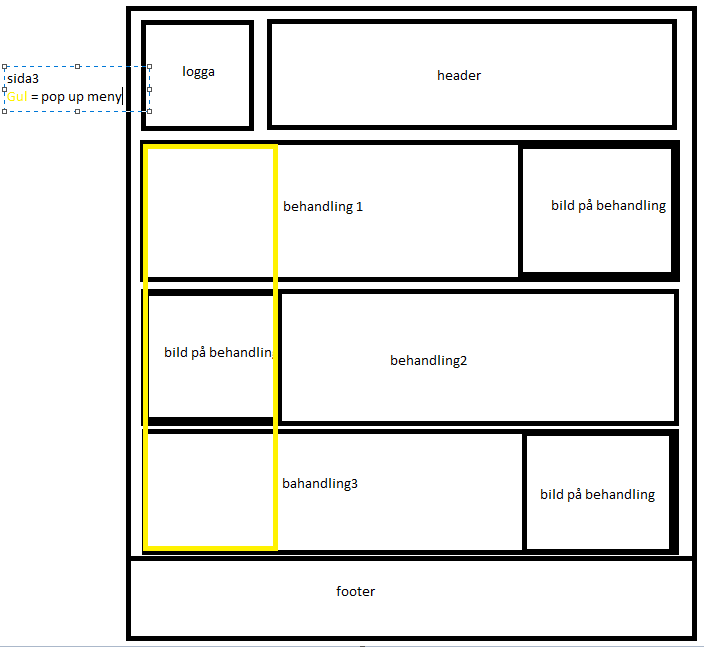 logga
header
sida3
Gul = pop up meny
behandling 1
bild på behandling
bild på behandlin
behandling2
bahandling3
bild på behandling
footer